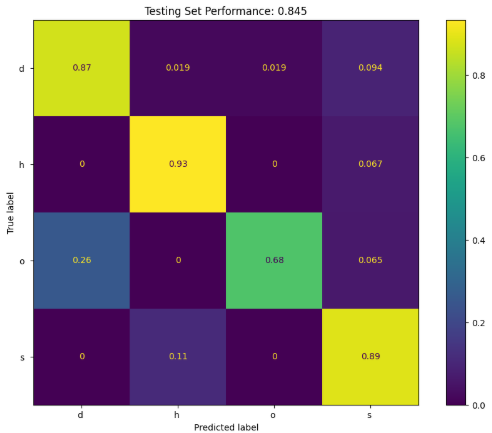 Testing Set Performance: 0.845
d 0.87 0.019 0.019 0.094
h 0 0.93 0 0.067
o 0.26 0 0.68 0.065
s 0 0.11 0 0.89
d h o s
Predicted label
True label
0.8
0.6
0.4
0.2
0.0